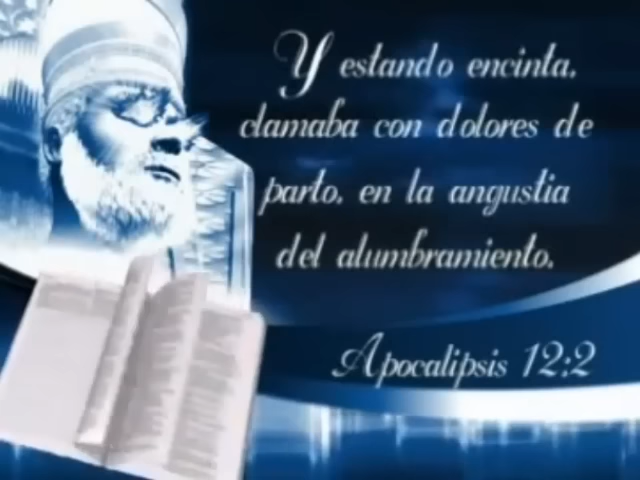 Y estando encinta,
clamaba con dolores de
parto, en la angustia
del alumbramiento.
Apocalipsis 12:2